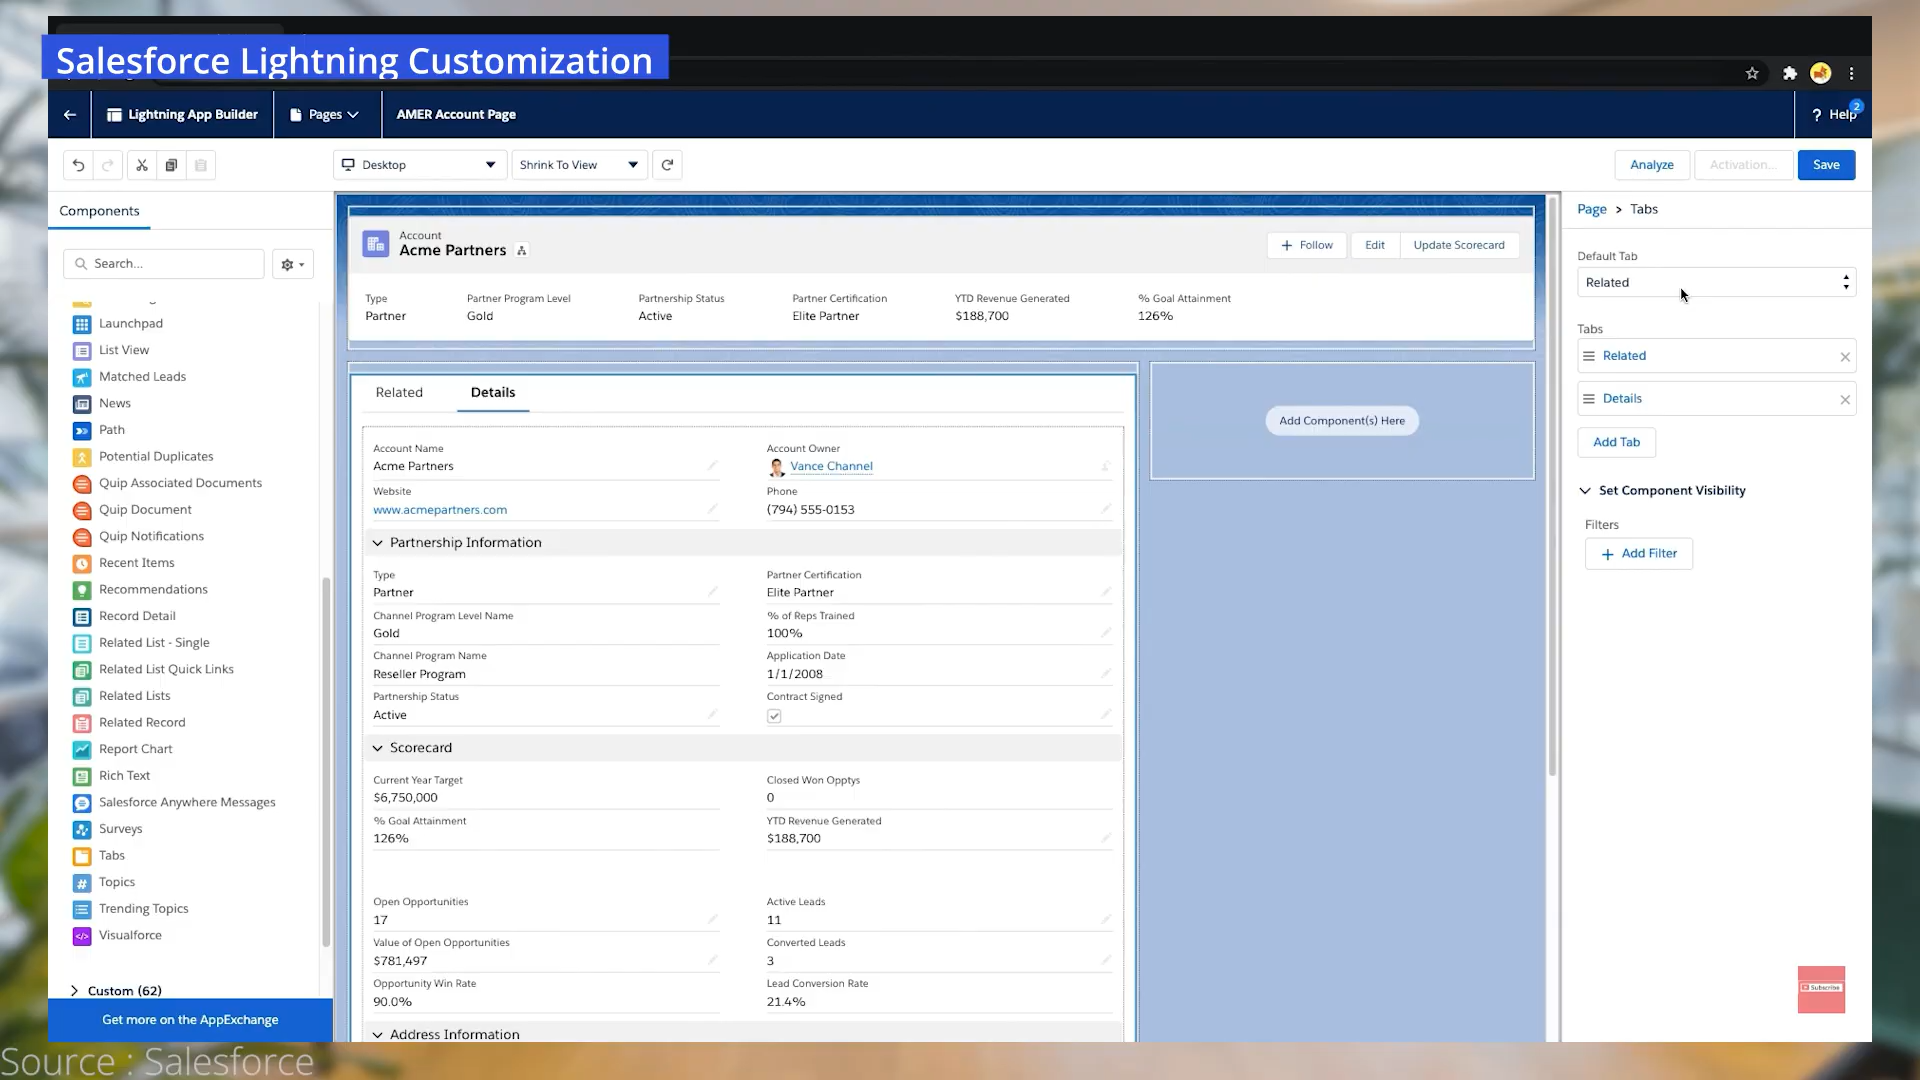 Salesforce Lightning Customization
Lightning App Builder
Pages
AMER Account Page
? Help
2
Desktop
Shrink To View
Analyze
Activation...
Save
Components
Search...
Launchpad
List View
Matched Leads
News
Path
Potential Duplicates
Quip Associated Documents
Quip Document
Quip Notifications
Recent Items
Recommendations
Record Detail
Related List - Single
Related List Quick Links
Related Lists
Related Record
Report Chart
Rich Text
Salesforce Anywhere Messages
Surveys
Tabs
Topics
Trending Topics
Visualforce
Custom (62)
Get more on the AppExchange
Account
Acme Partners
+ Follow
Edit
Update Scorecard
Type
Partner Program Level
Partnership Status
Partner Certification
YTD Revenue Generated
% Goal Attainment
Partner
Gold
Active
Elite Partner
$188,700
126%
Related
Details
Account Name
Account Owner
Acme Partners
Vance Channel
Website
Phone
www.acmepartners.com
(794) 555-0153
Partnership Information
Type
Partner Certification
Partner
Elite Partner
Channel Program Level Name
% of Reps Trained
Gold
100%
Channel Program Name
Application Date
Reseller Program
1/1/2008
Partnership Status
Contract Signed
Active
Scorecard
Current Year Target
Closed Won Opptys
$6,750,000
0
% Goal Attainment
YTD Revenue Generated
126%
$188,700
Open Opportunities
Active Leads
17
11
Value of Open Opportunities
Converted Leads
$781,497
3
Opportunity Win Rate
Lead Conversion Rate
90.0%
21.4%
Address Information
Add Component(s) Here
Page > Tabs
Default Tab
Related
Tabs
Related
Details
Add Tab
Set Component Visibility
Filters
+ Add Filter
Subscribe
Source : Salesforce